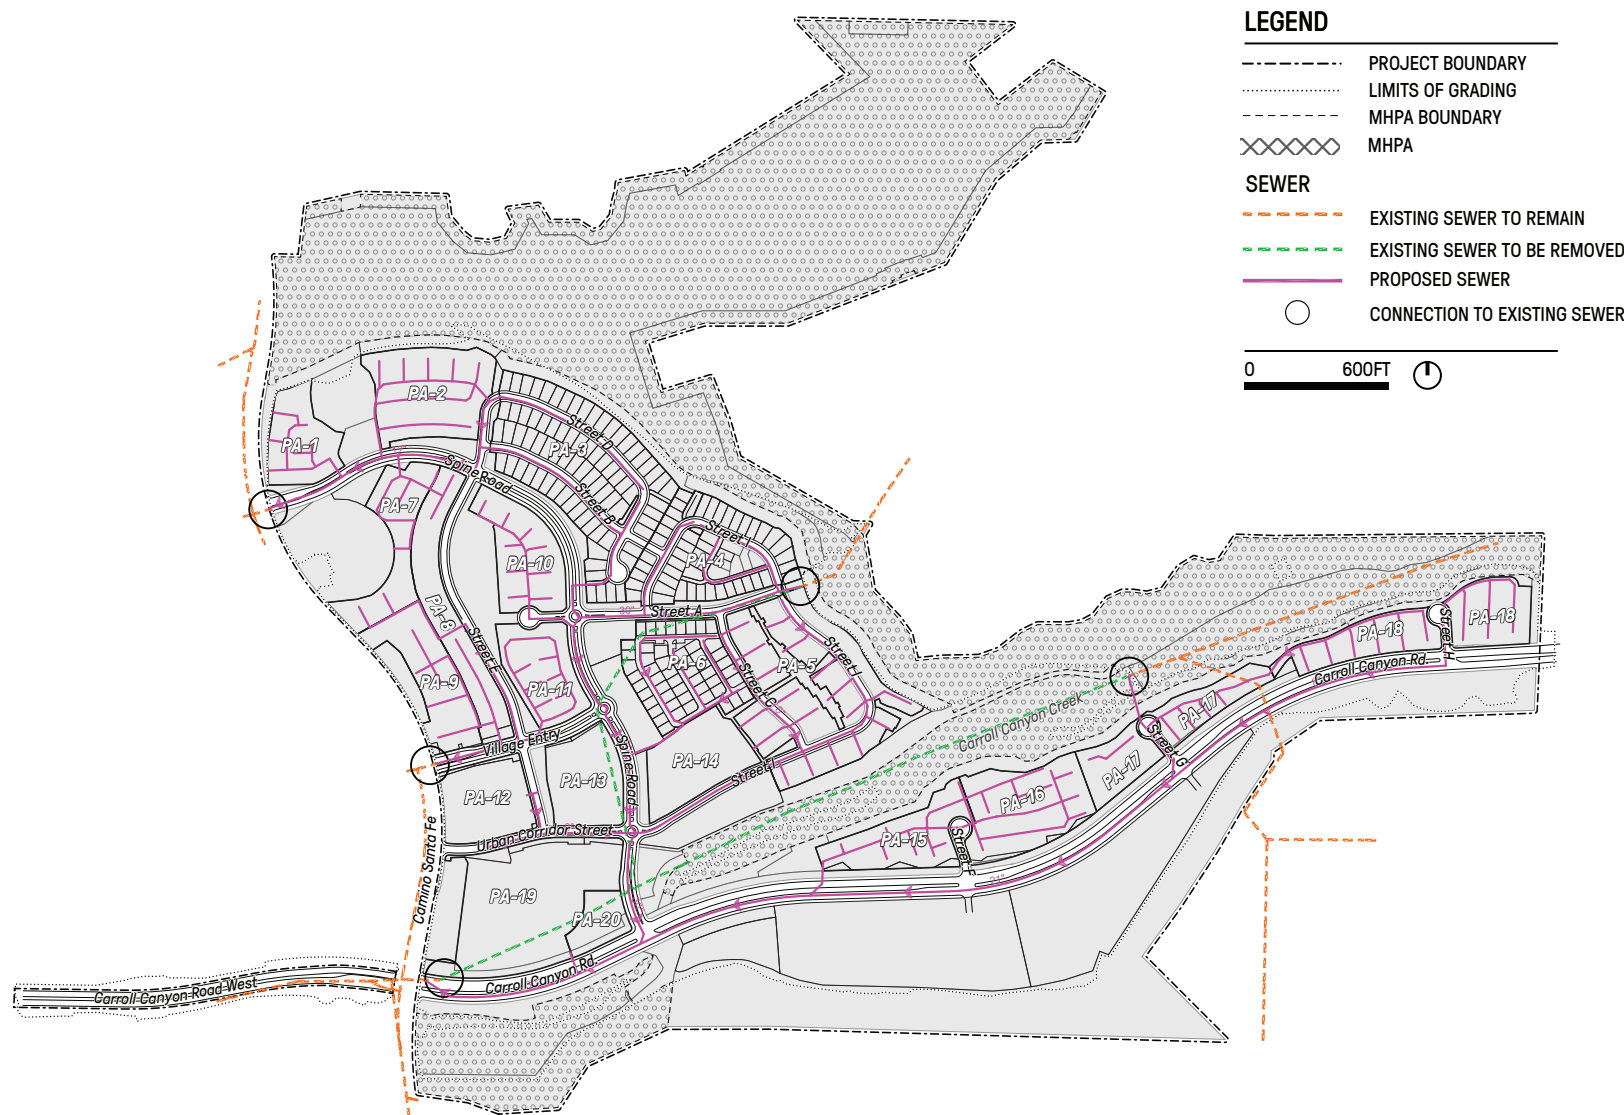 LEGEND
PROJECT BOUNDARY
LIMITS OF GRADING
MHPA BOUNDARY
MHPA
SEWER
EXISTING SEWER TO REMAIN
EXISTING SEWER TO BE REMOVED
PROPOSED SEWER
CONNECTION TO EXISTING SEWER
0 600FT
PA-1
PA-2
PA-3
Street D
Street B
Spine Road
PA-7
PA-10
PA-4
Street J
Street A
30"
PA-8
Street E
PA-9
PA-11
PA-6
PA-5
Street C
Street I
Village Entry
Spine Road
PA-12
PA-13
PA-14
Street I
Urban Corridor Street
Camino Santa Fe
PA-19
PA-20
Carroll Canyon Rd.
Carroll Canyon Road West
Carroll Canyon Creek
PA-15
PA-16
Street F
24"
PA-17
Street G
PA-17
Carroll Canyon Rd.
PA-18
Street H
PA-18